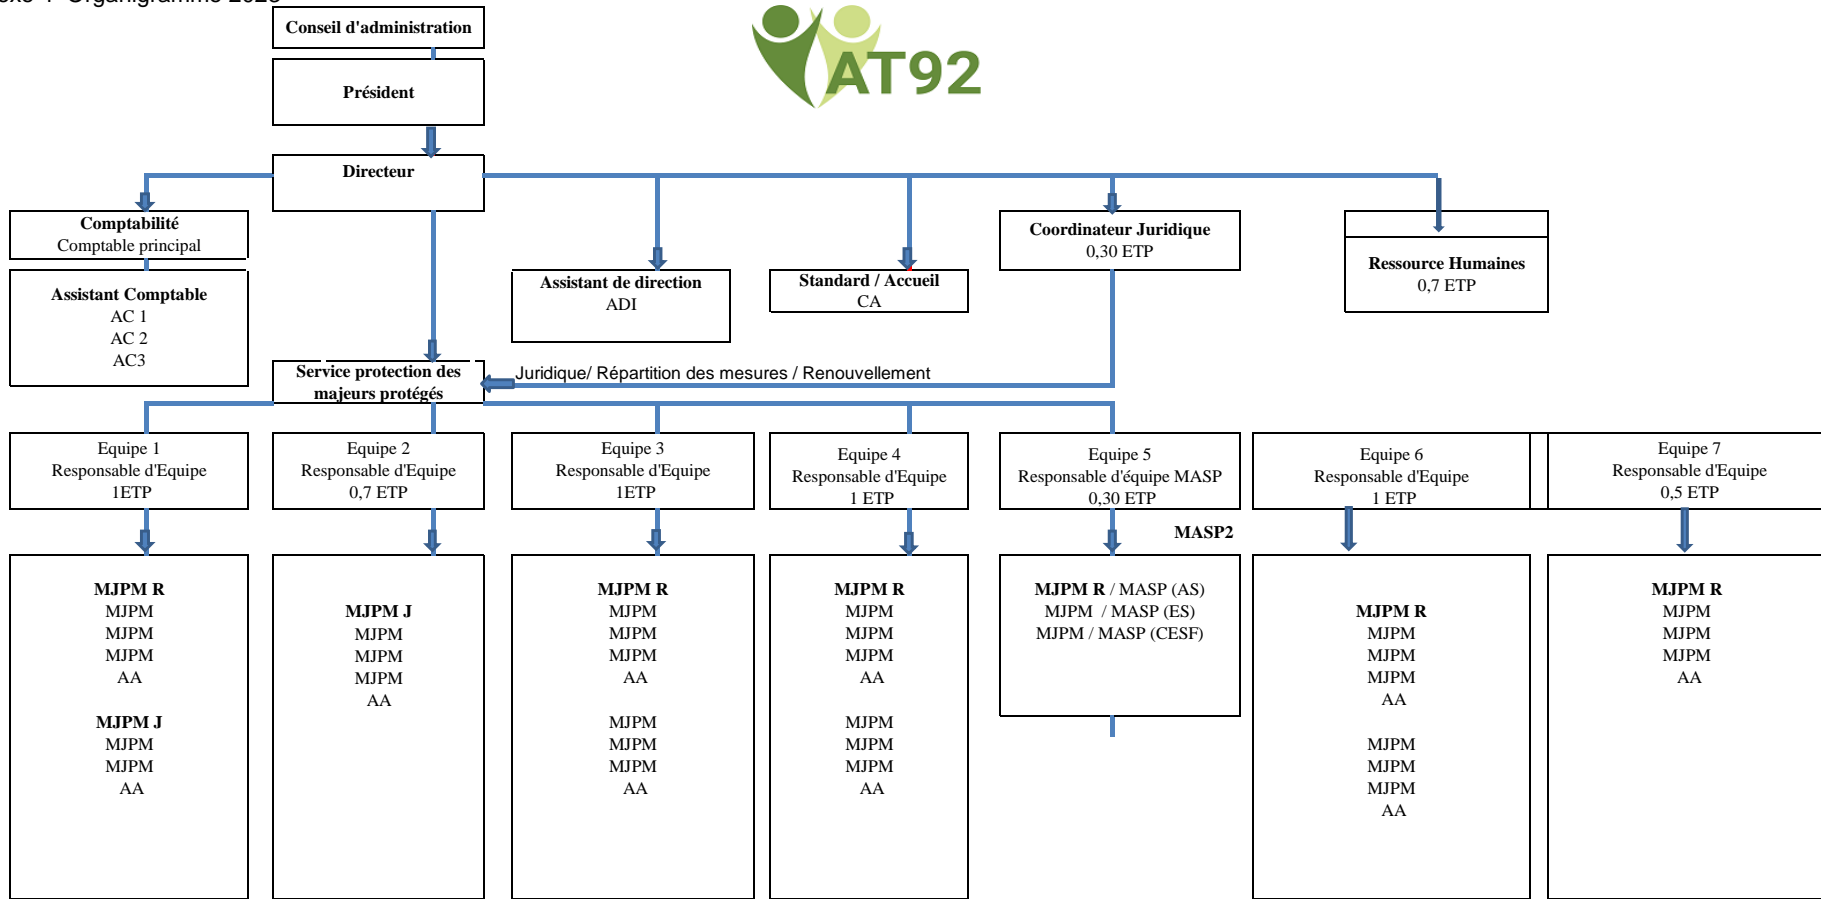 Organigramme
Conseil d'administration
AT92
Président
Directeur
Comptabilité
Comptable principal
Coordinateur Juridique
0,30 ETP
Ressource Humaines
0,7 ETP
Assistant de direction
ADI
Standard / Accueil
CA
Assistant Comptable
AC 1
AC 2
AC3
Service protection des
majeurs protégés
Juridique/ Répartition des mesures / Renouvellement
Equipe 1
Responsable d'Equipe
1ETP
Equipe 2
Responsable d'Equipe
0,7 ETP
Equipe 3
Responsable d'Equipe
1ETP
Equipe 4
Responsable d'Equipe
1 ETP
Equipe 5
Responsable d'équipe MASP
0,30 ETP
Equipe 6
Responsable d'Equipe
1 ETP
Equipe 7
Responsable d'Equipe
0,5 ETP
MASP2
MJPM R
MJPM
MJPM
MJPM
AA
MJPM J
MJPM
MJPM
AA
MJPM J
MJPM
MJPM
MJPM
AA
MJPM R
MJPM
MJPM
MJPM
AA
MJPM
MJPM
MJPM
AA
MJPM R
MJPM
MJPM
MJPM
AA
MJPM
MJPM
MJPM
AA
MJPM R / MASP (AS)
MJPM / MASP (ES)
MJPM / MASP (CESF)
MJPM R
MJPM
MJPM
MJPM
AA
MJPM
MJPM
MJPM
AA
MJPM R
MJPM
MJPM
MJPM
AA